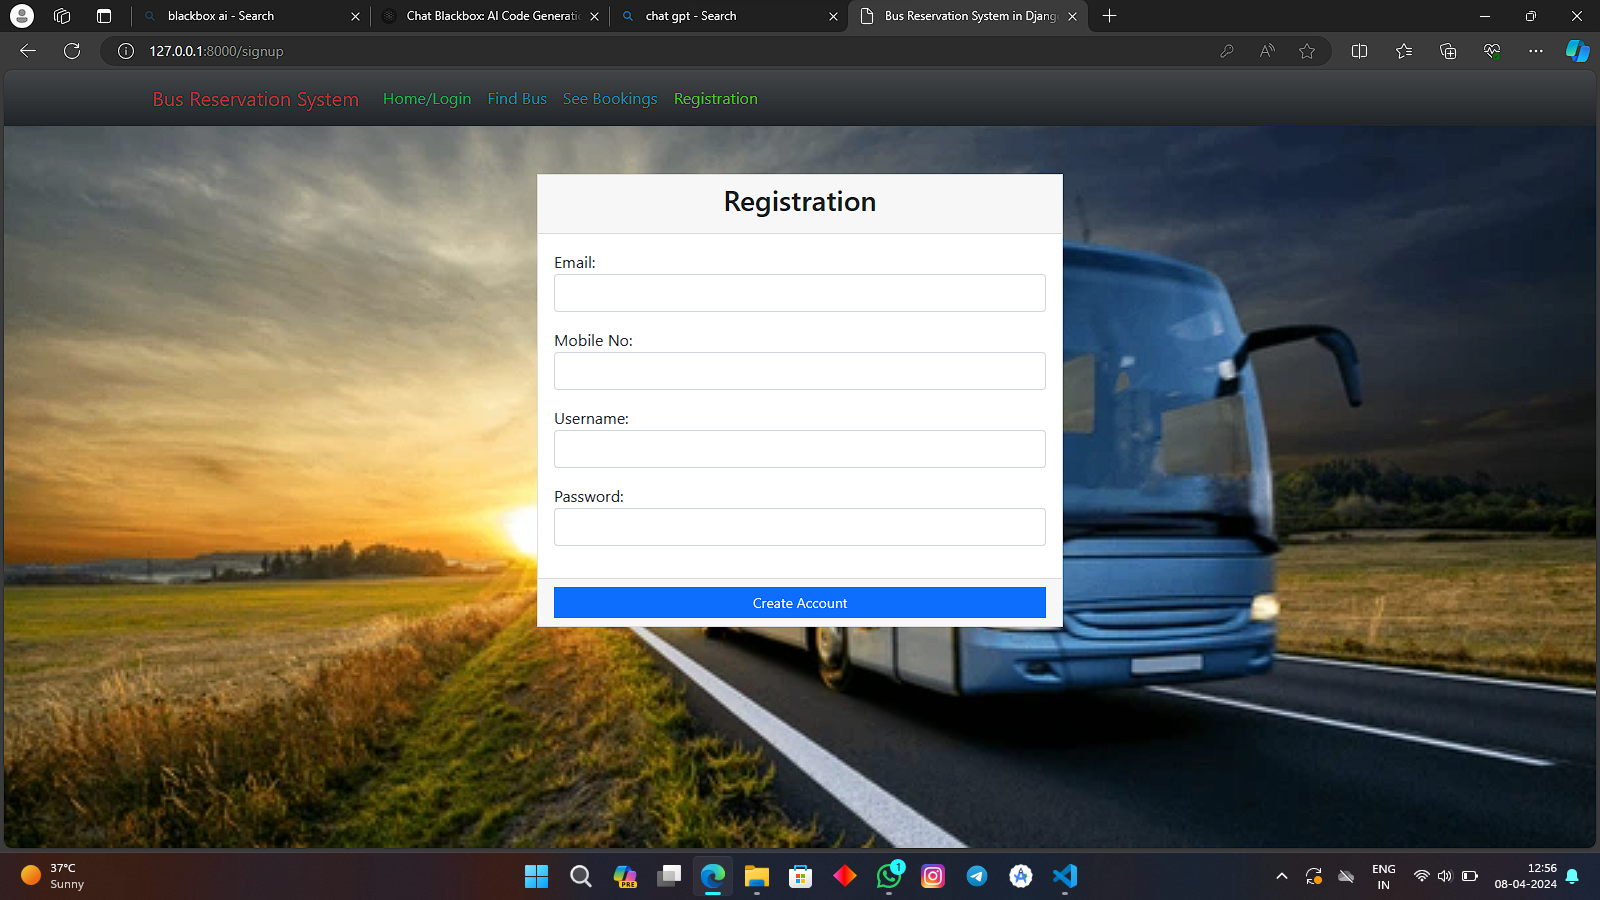 blackbox ai - Search
Chat Blackbox: AI Code Generati
chat gpt - Search
Bus Reservation System in Djang
127.0.0.1:8000/signup
Bus Reservation System
Home/Login
Find Bus
See Bookings
Registration
Registration
Email:
Mobile No:
Username:
Password:
Create Account
37°C
Sunny
PRE
1
ENG
IN
12:56
08-04-2024